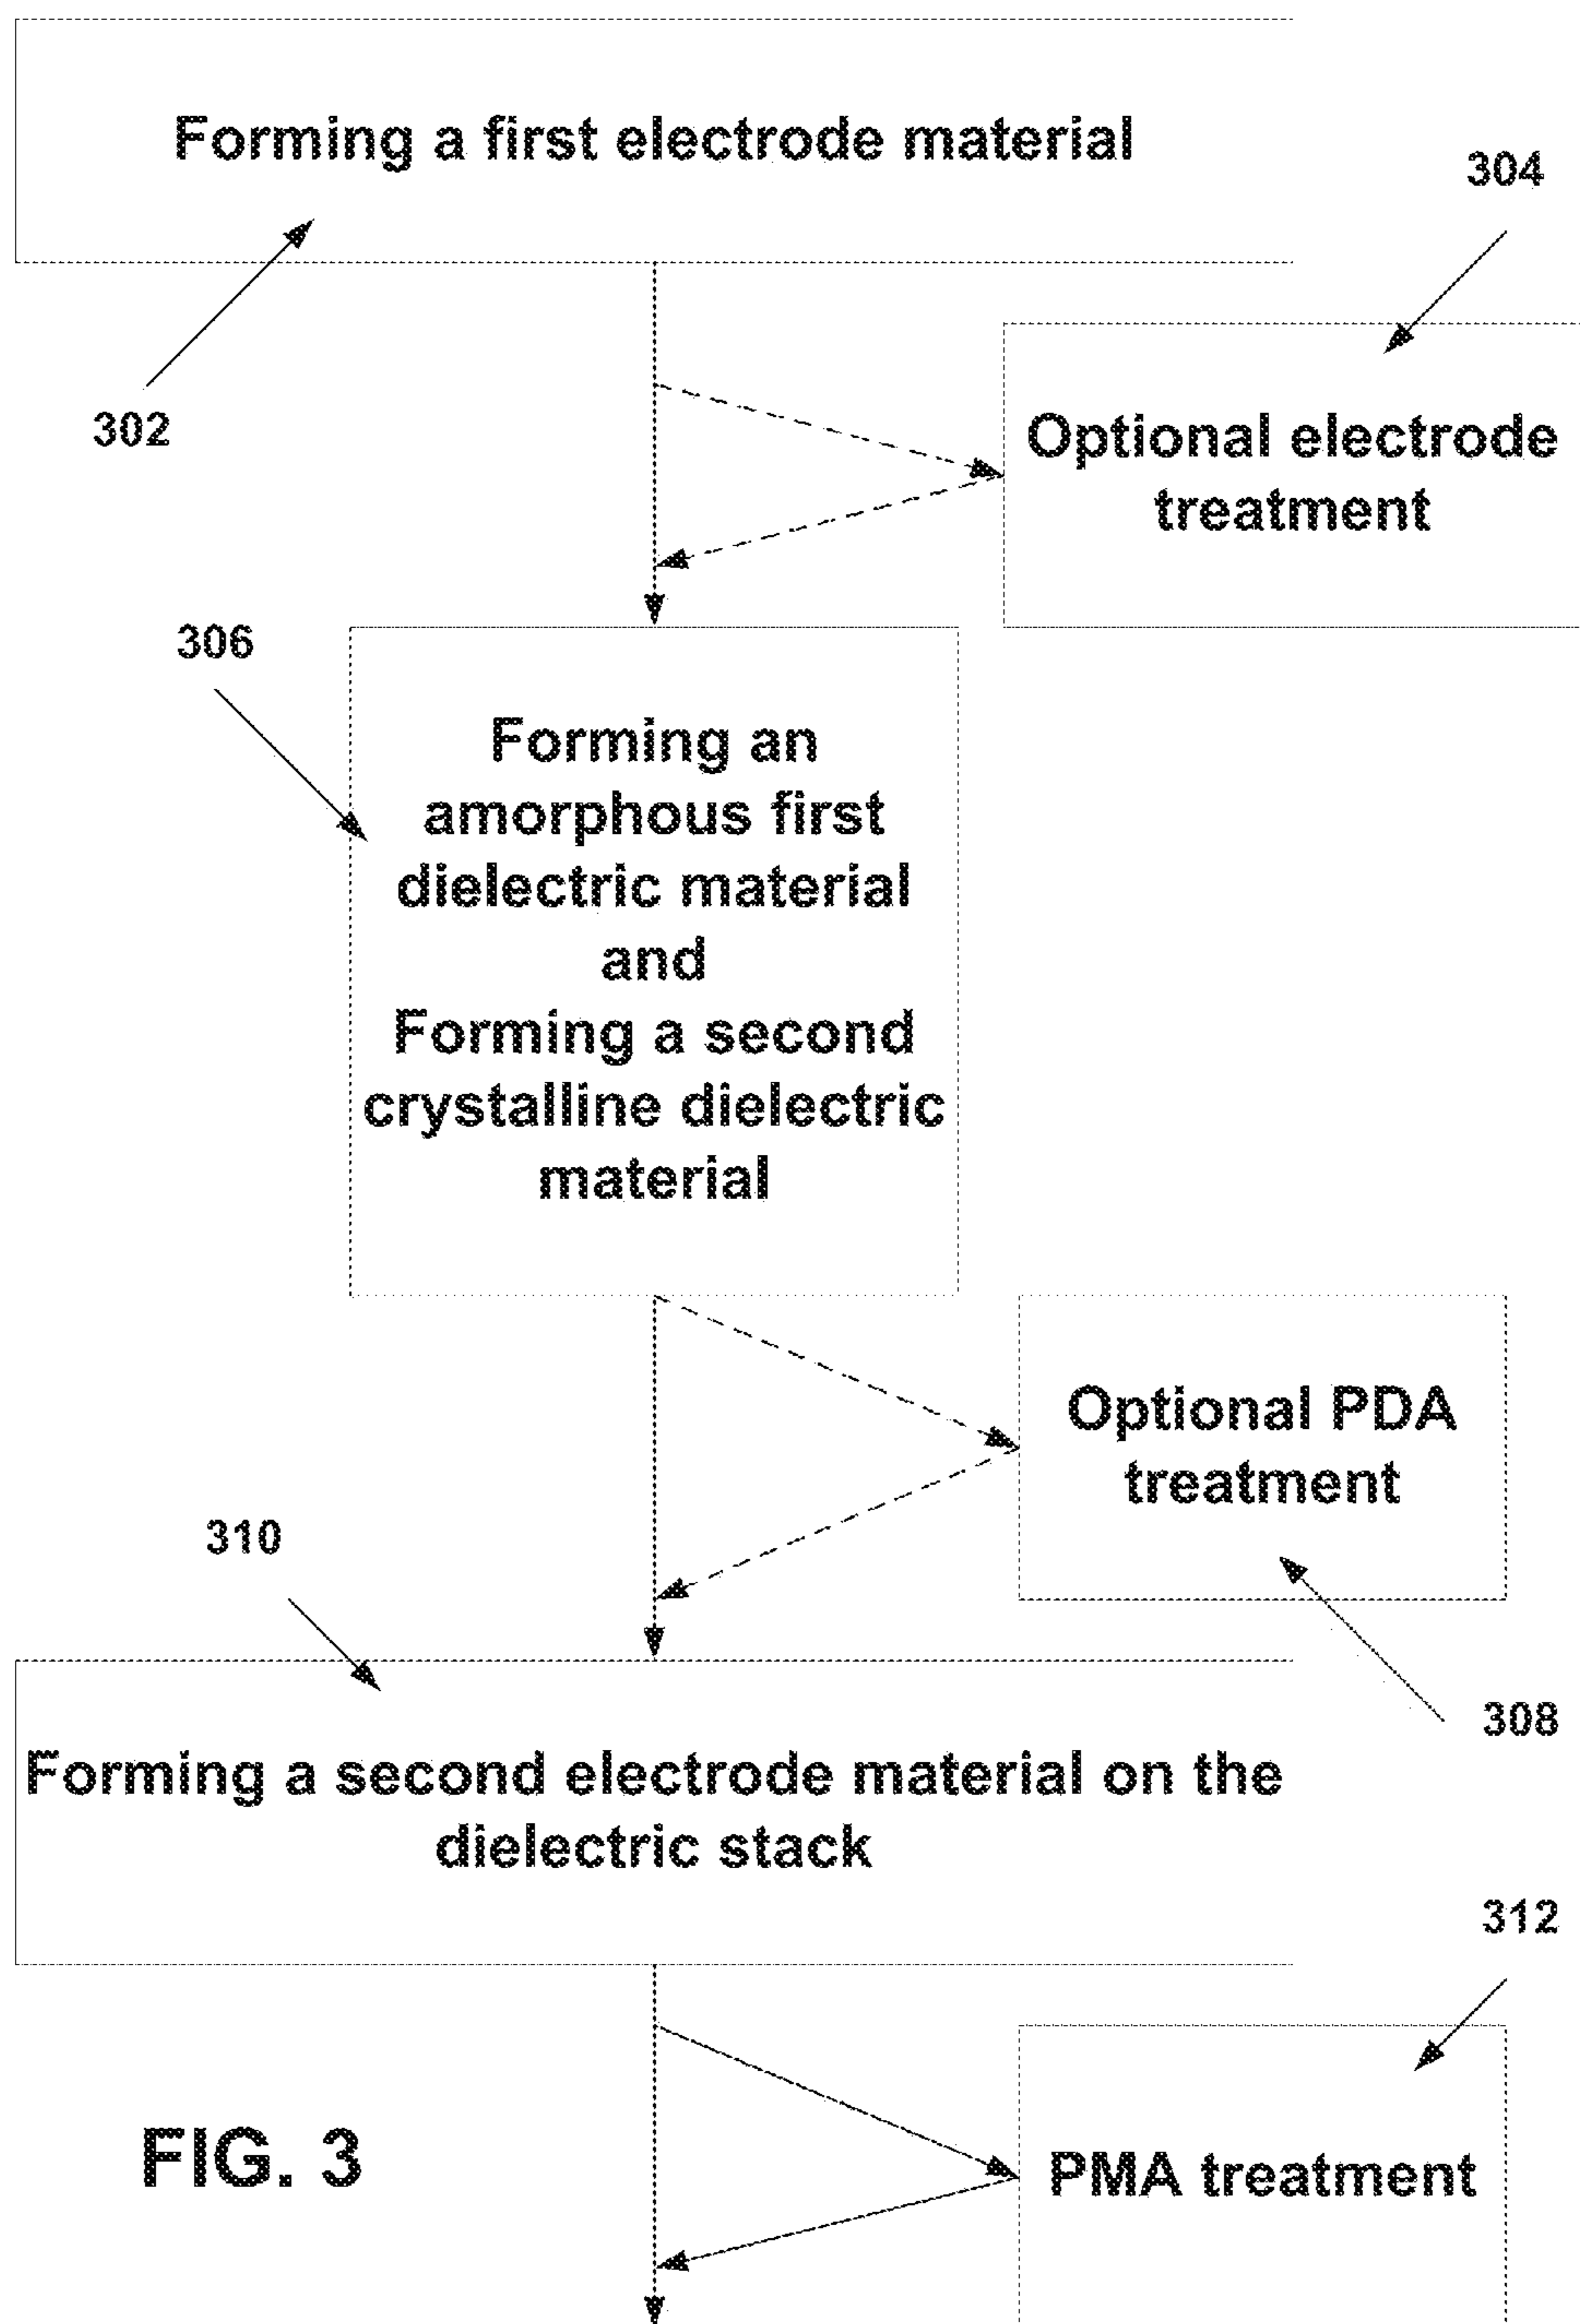 Forming a first electrode material
304
302
Optional electrode
treatment
306
Forming an
amorphous first
dielectric material
and
Forming a second
crystalline dielectric
material
Optional PDA
treatment
310
308
Forming a second electrode material on the
dielectric stack
312
FIG. 3
PMA treatment